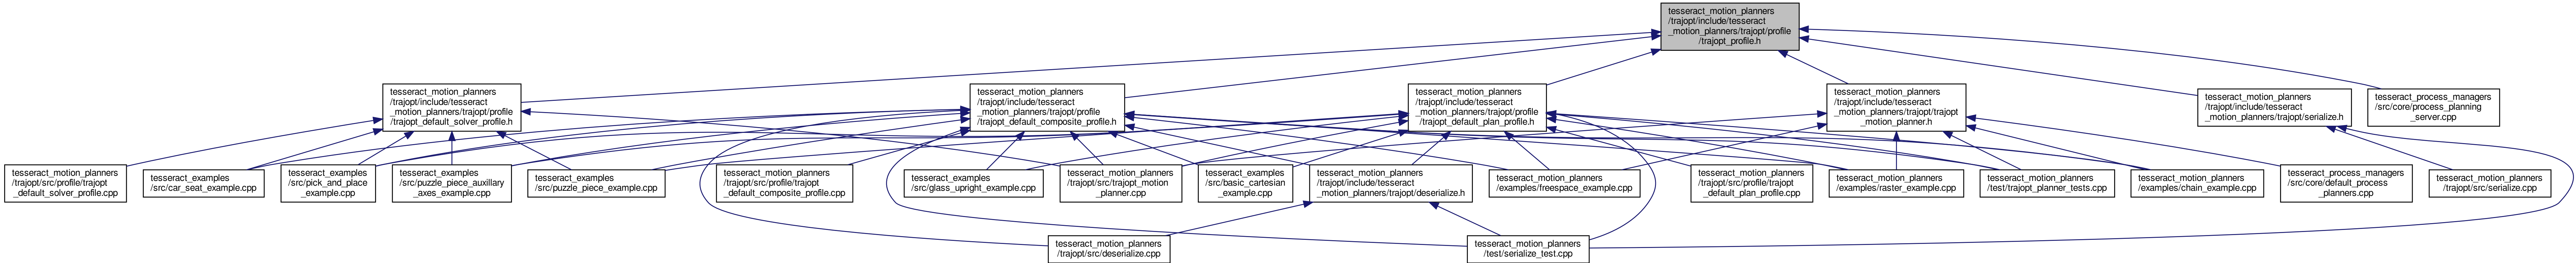 tesseract_motion_planners
/trajopt/include/tesseract
_motion_planners/trajopt/profile
/trajopt_profile.h
tesseract_motion_planners
/trajopt/include/tesseract
_motion_planners/trajopt/profile
/trajopt_default_solver_profile.h
tesseract_motion_planners
/trajopt/include/tesseract
_motion_planners/trajopt/profile
/trajopt_default_composite_profile.h
tesseract_motion_planners
/trajopt/include/tesseract
_motion_planners/trajopt/profile
/trajopt_default_plan_profile.h
tesseract_motion_planners
/trajopt/include/tesseract
_motion_planners/trajopt/trajopt
_motion_planner.h
tesseract_motion_planners
/trajopt/include/tesseract
_motion_planners/trajopt/serialize.h
tesseract_process_managers
/src/core/process_planning
_server.cpp
tesseract_motion_planners
/trajopt/src/profile/trajopt
_default_solver_profile.cpp
tesseract_examples
/src/car_seat_example.cpp
tesseract_examples
/src/pick_and_place
_example.cpp
tesseract_examples
/src/puzzle_piece_auxillary
_axes_example.cpp
tesseract_examples
/src/puzzle_piece_example.cpp
tesseract_motion_planners
/trajopt/src/profile/trajopt
_default_composite_profile.cpp
tesseract_examples
/src/glass_upright_example.cpp
tesseract_motion_planners
/trajopt/src/trajopt_motion
_planner.cpp
tesseract_examples
/src/basic_cartesian
_example.cpp
tesseract_motion_planners
/trajopt/include/tesseract
_motion_planners/trajopt/deserialize.h
tesseract_motion_planners
/examples/freespace_example.cpp
tesseract_motion_planners
/trajopt/src/profile/trajopt
_default_plan_profile.cpp
tesseract_motion_planners
/examples/raster_example.cpp
tesseract_motion_planners
/test/trajopt_planner_tests.cpp
tesseract_motion_planners
/examples/chain_example.cpp
tesseract_process_managers
/src/core/default_process
_planners.cpp
tesseract_motion_planners
/trajopt/src/serialize.cpp
tesseract_motion_planners
/trajopt/src/deserialize.cpp
tesseract_motion_planners
/test/serialize_test.cpp